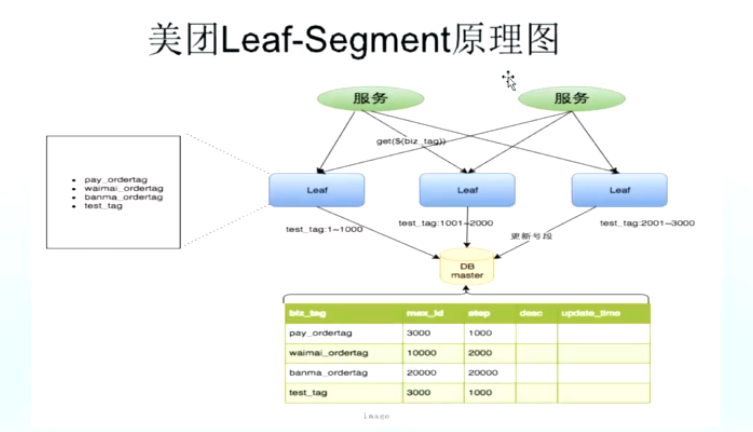 美团Leaf-Segment原理图
服务 服务
get($(biz_tag))
pay_ordertag
waimai_ordertag
banma_ordertag
test_tag
Leaf Leaf Leaf
test_tag:1~1000 test_tag:1001~2000 test_tag:2001~3000
更新号段
DB
master
biz_tag max_id step desc update_time
pay_ordertag 3000 1000
waimai_ordertag 10000 2000
banma_ordertag 20000 20000
test_tag 3000 1000
image